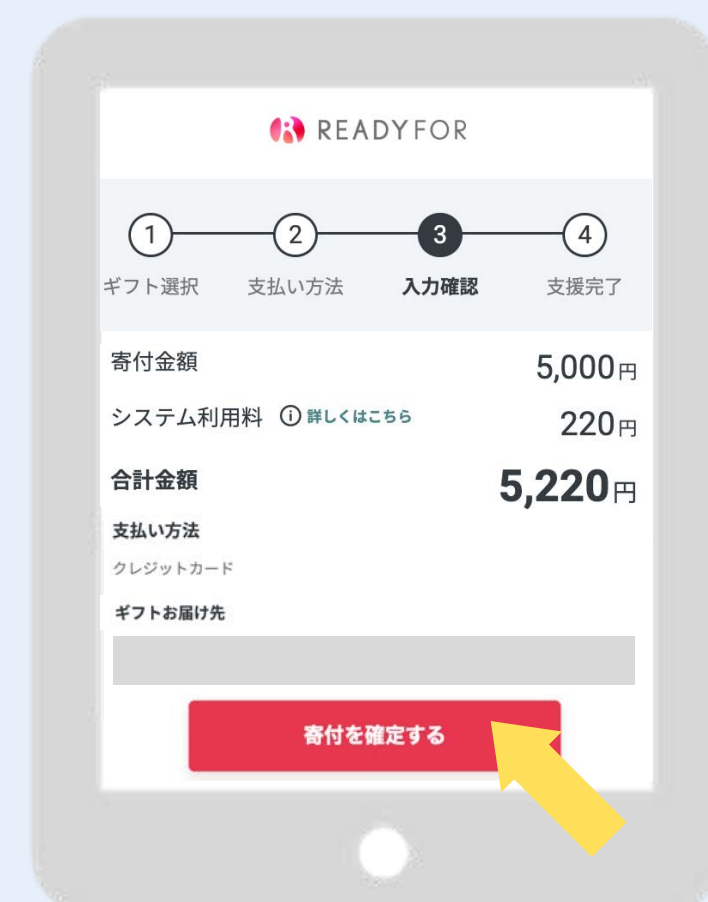 READYFOR
1 2 3 4
ギフト選択 支払い方法 入力確認 支援完了
寄付金額 5,000円
システム利用料 ⓘ 詳しくはこちら 220円
合計金額 5,220円
支払い方法
クレジットカード
ギフトお届け先
寄付を確定する